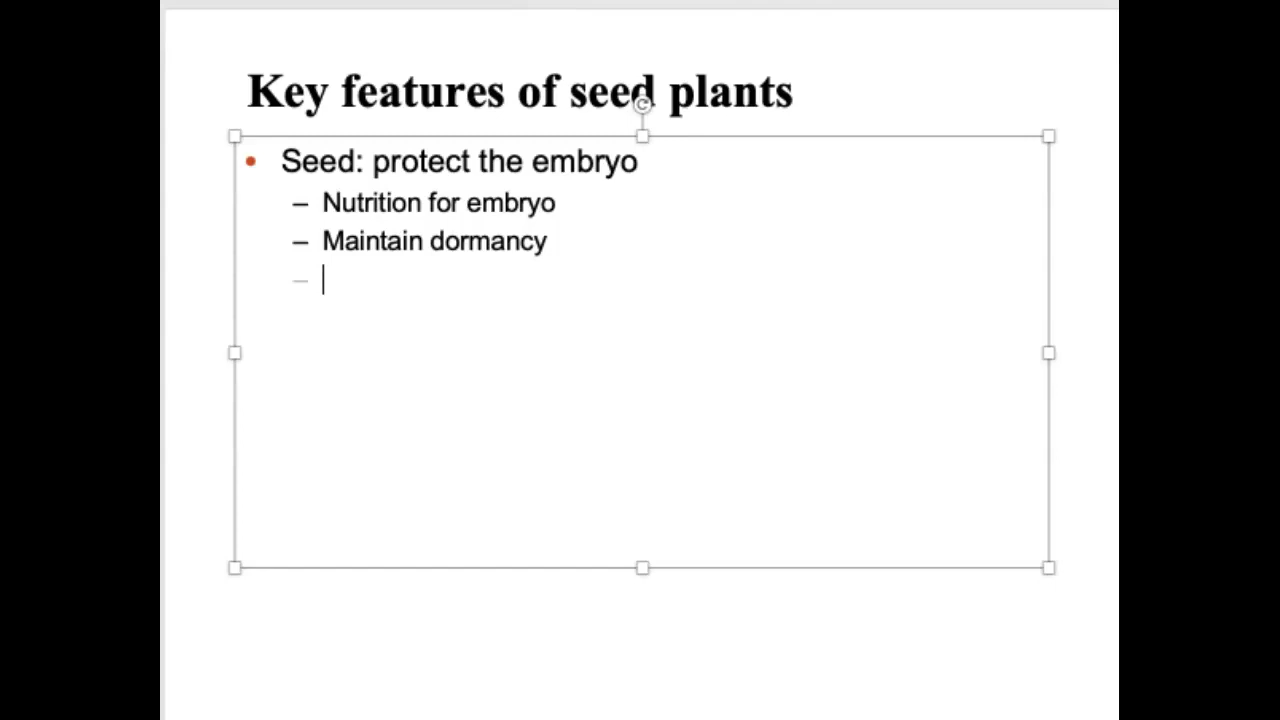 Key features of seed plants
• Seed: protect the embryo
– Nutrition for embryo
– Maintain dormancy
–